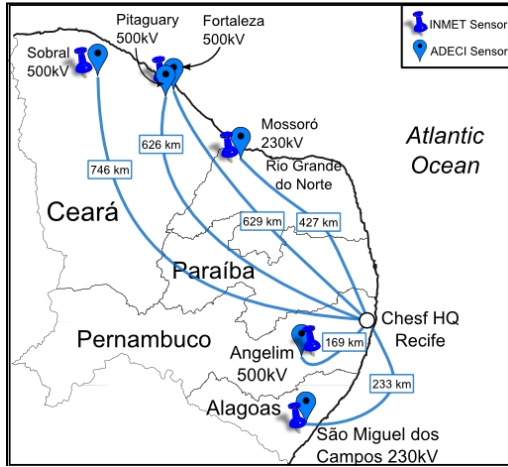 Pitaguary
500kV
Fortaleza
500kV
INMET Sensor
ADECI Sensor
Sobral
500kV
Mossoró
230kV
Atlantic
Ocean
Rio Grande
do Norte
626 km
746 km
629 km
427 km
Ceará
Paraíba
Pernambuco
Chesf HQ
Recife
Angelim
500kV
169 km
233 km
Alagoas
São Miguel dos
Campos 230kV